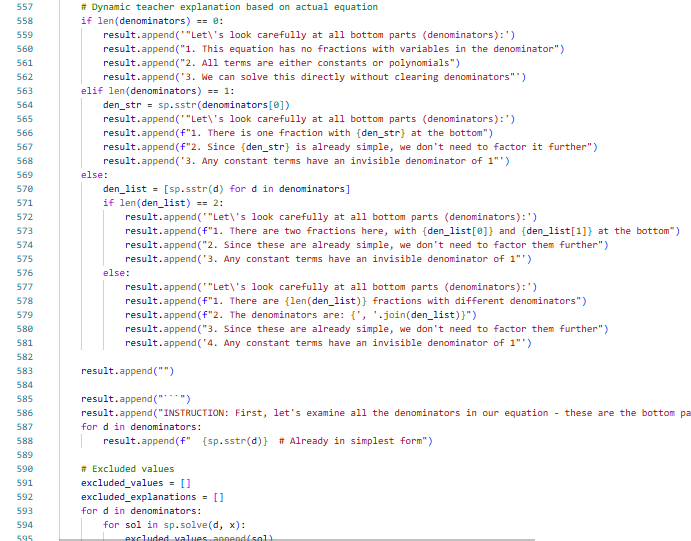 557 # Dynamic teacher explanation based on actual equation
558 if len(denominators) == 0:
559 result.append('"Let\'s look carefully at all bottom parts (denominators):')
560 result.append("1. This equation has no fractions with variables in the denominator")
561 result.append("2. All terms are either constants or polynomials")
562 result.append('3. We can solve this directly without clearing denominators"')
563 elif len(denominators) == 1:
564 den_str = sp.sstr(denominators[0])
565 result.append('"Let\'s look carefully at all bottom parts (denominators):')
566 result.append(f"1. There is one fraction with {den_str} at the bottom")
567 result.append(f"2. Since {den_str} is already simple, we don't need to factor it further")
568 result.append('3. Any constant terms have an invisible denominator of 1"')
569 else:
570 den_list = [sp.sstr(d) for d in denominators]
571 if len(den_list) == 2:
572 result.append('"Let\'s look carefully at all bottom parts (denominators):')
573 result.append(f"1. There are two fractions here, with {den_list[0]} and {den_list[1]} at the bottom")
574 result.append("2. Since these are already simple, we don't need to factor them further")
575 result.append('3. Any constant terms have an invisible denominator of 1"')
576 else:
577 result.append('"Let\'s look carefully at all bottom parts (denominators):')
578 result.append(f"1. There are {len(den_list)} fractions with different denominators")
579 result.append(f"2. The denominators are: {', '.join(den_list)}")
580 result.append("3. Since these are already simple, we don't need to factor them further")
581 result.append('4. Any constant terms have an invisible denominator of 1"')
582
583 result.append("")
584
585 result.append("```")
586 result.append("INSTRUCTION: First, let's examine all the denominators in our equation - these are the bottom pa
587 for d in denominators:
588 result.append(f"  {sp.sstr(d)}  # Already in simplest form")
589
590 # Excluded values
591 excluded_values = []
592 excluded_explanations = []
593 for d in denominators:
594 for sol in sp.solve(d, x):
595 excluded_values.append(sol)